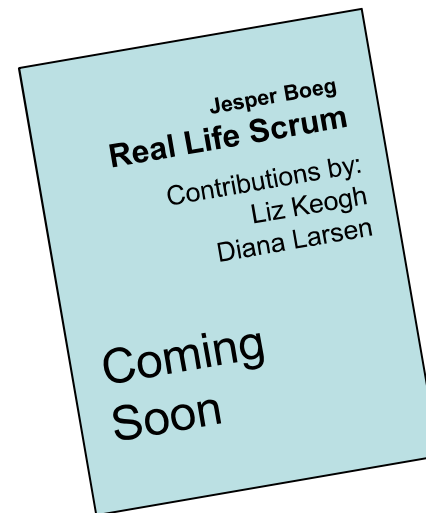 Jesper Boeg
Real Life Scrum
Contributions by:
Liz Keogh
Diana Larsen
Coming
Soon